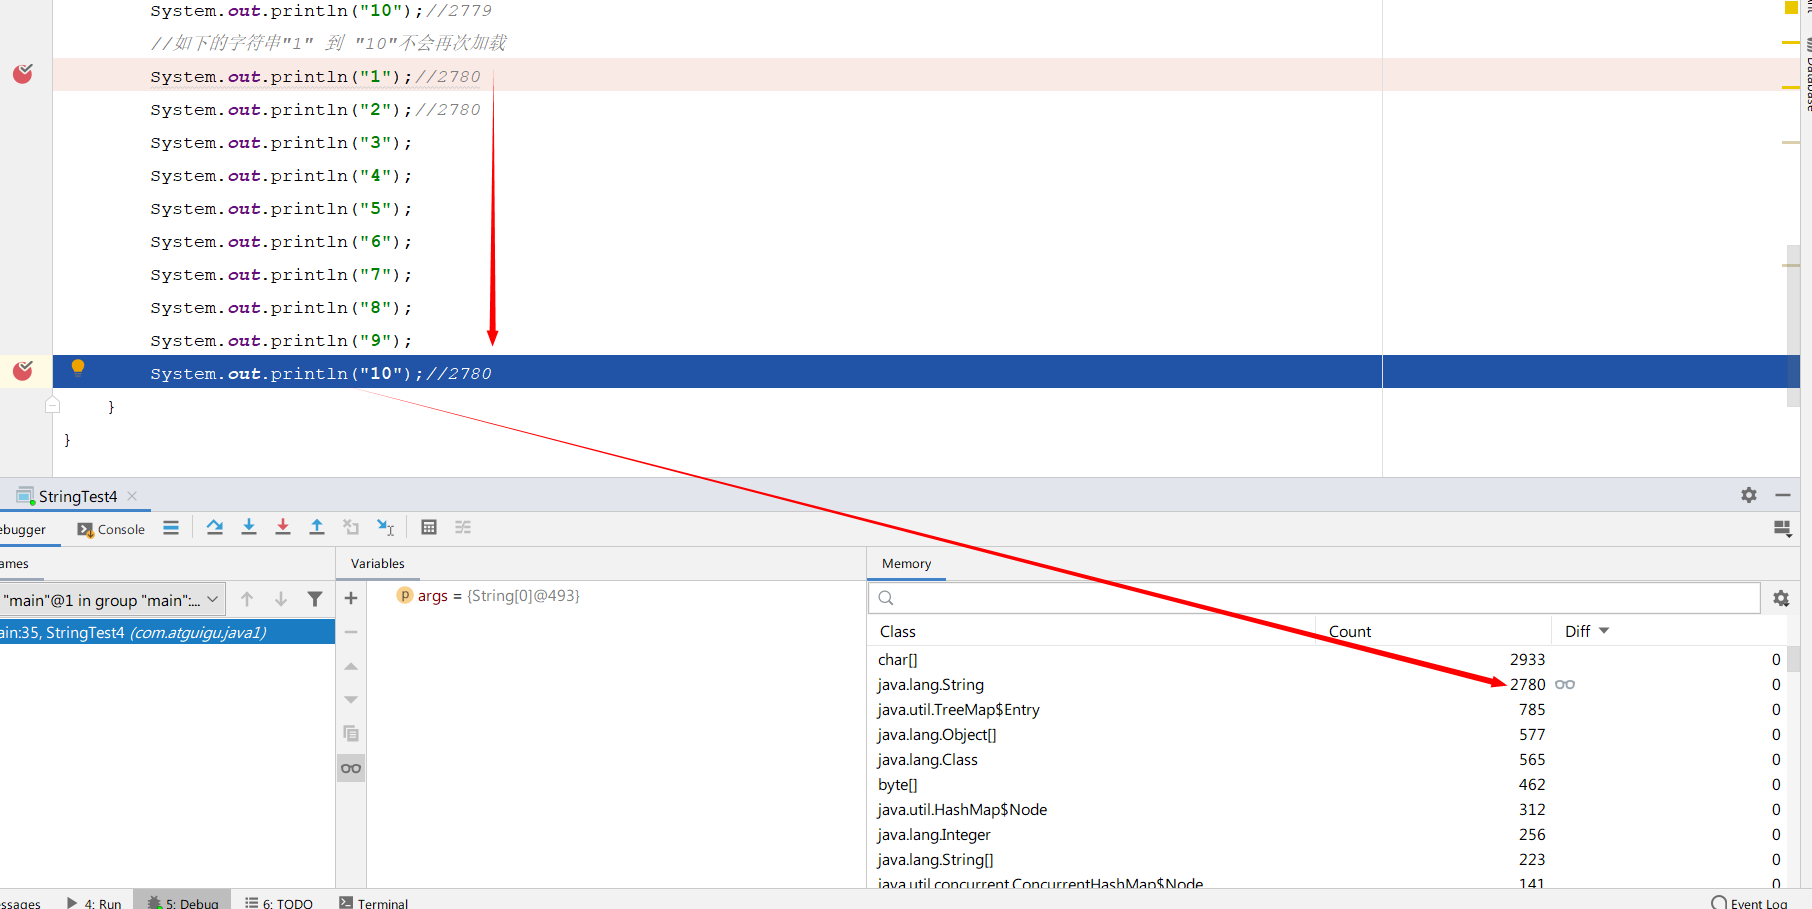 System.out.println("10");//2779
//如下的字符串"1" 到 "10"不会再次加载
System.out.println("1");//2780
System.out.println("2");//2780
System.out.println("3");
System.out.println("4");
System.out.println("5");
System.out.println("6");
System.out.println("7");
System.out.println("8");
System.out.println("9");
System.out.println("10");//2780
}
}
Database
StringTest4
ebugger
Console
ames
Variables
Memory
"main"@1 in group "main":...
ain:35, StringTest4 (com.atguigu.java1)
p args = {String[0]@493}
Class Count Diff
char[] 2933 0
java.lang.String 2780 0
java.util.TreeMap$Entry 785 0
java.lang.Object[] 577 0
java.lang.Class 565 0
byte[] 462 0
java.util.HashMap$Node 312 0
java.lang.Integer 256 0
java.lang.String[] 223 0
java.util.concurrent.ConcurrentHashMap$Node 141 0
essages 4: Run 5: Debug 6: TODO Terminal Event Log